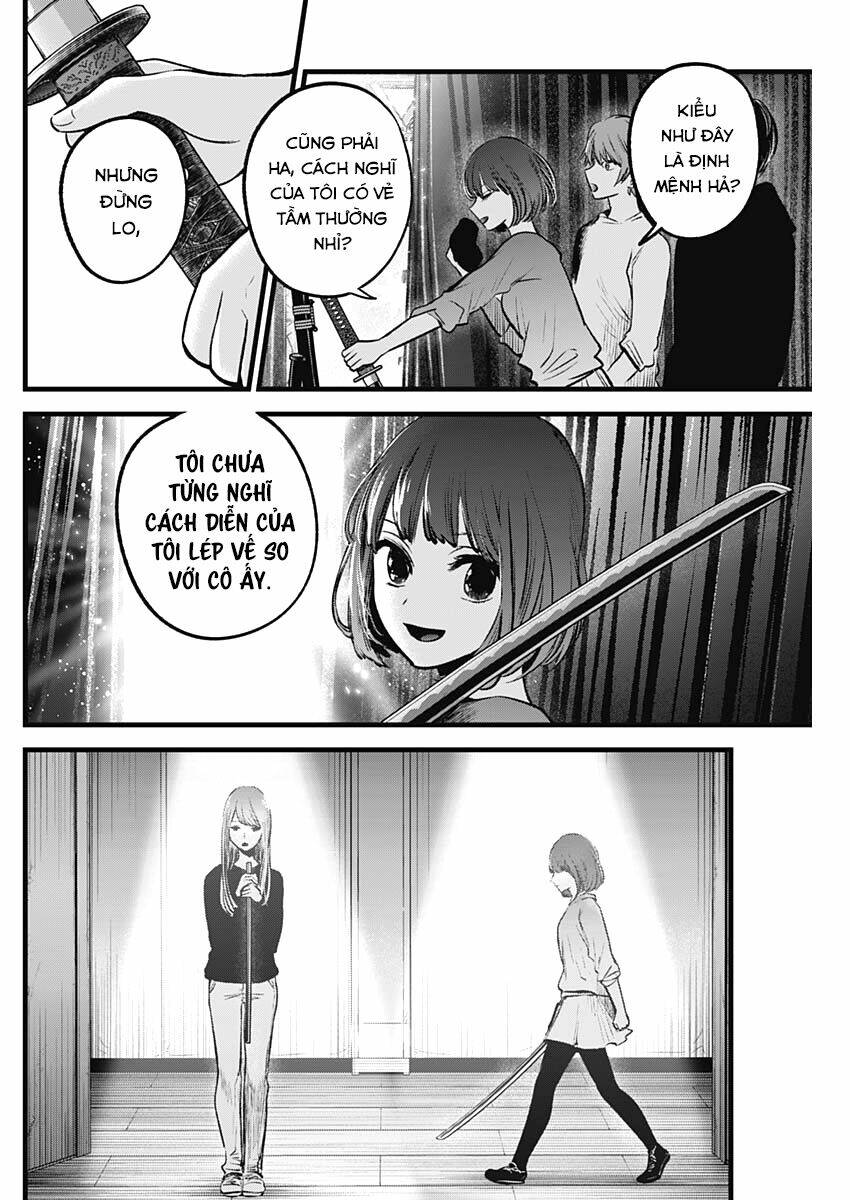 KIỂU
NHƯ ĐÂY
LÀ ĐỊNH
MỆNH HẢ?
CŨNG PHẢI
HA, CÁCH NGHĨ
CỦA TÔI CÓ VẺ
TẦM THƯỜNG
NHỈ?
NHƯNG
ĐỪNG
LO,
TÔI CHƯA
TỪNG NGHĨ
CÁCH DIỄN CỦA
TÔI LÉP VẾ SO
VỚI CÔ ẤY.